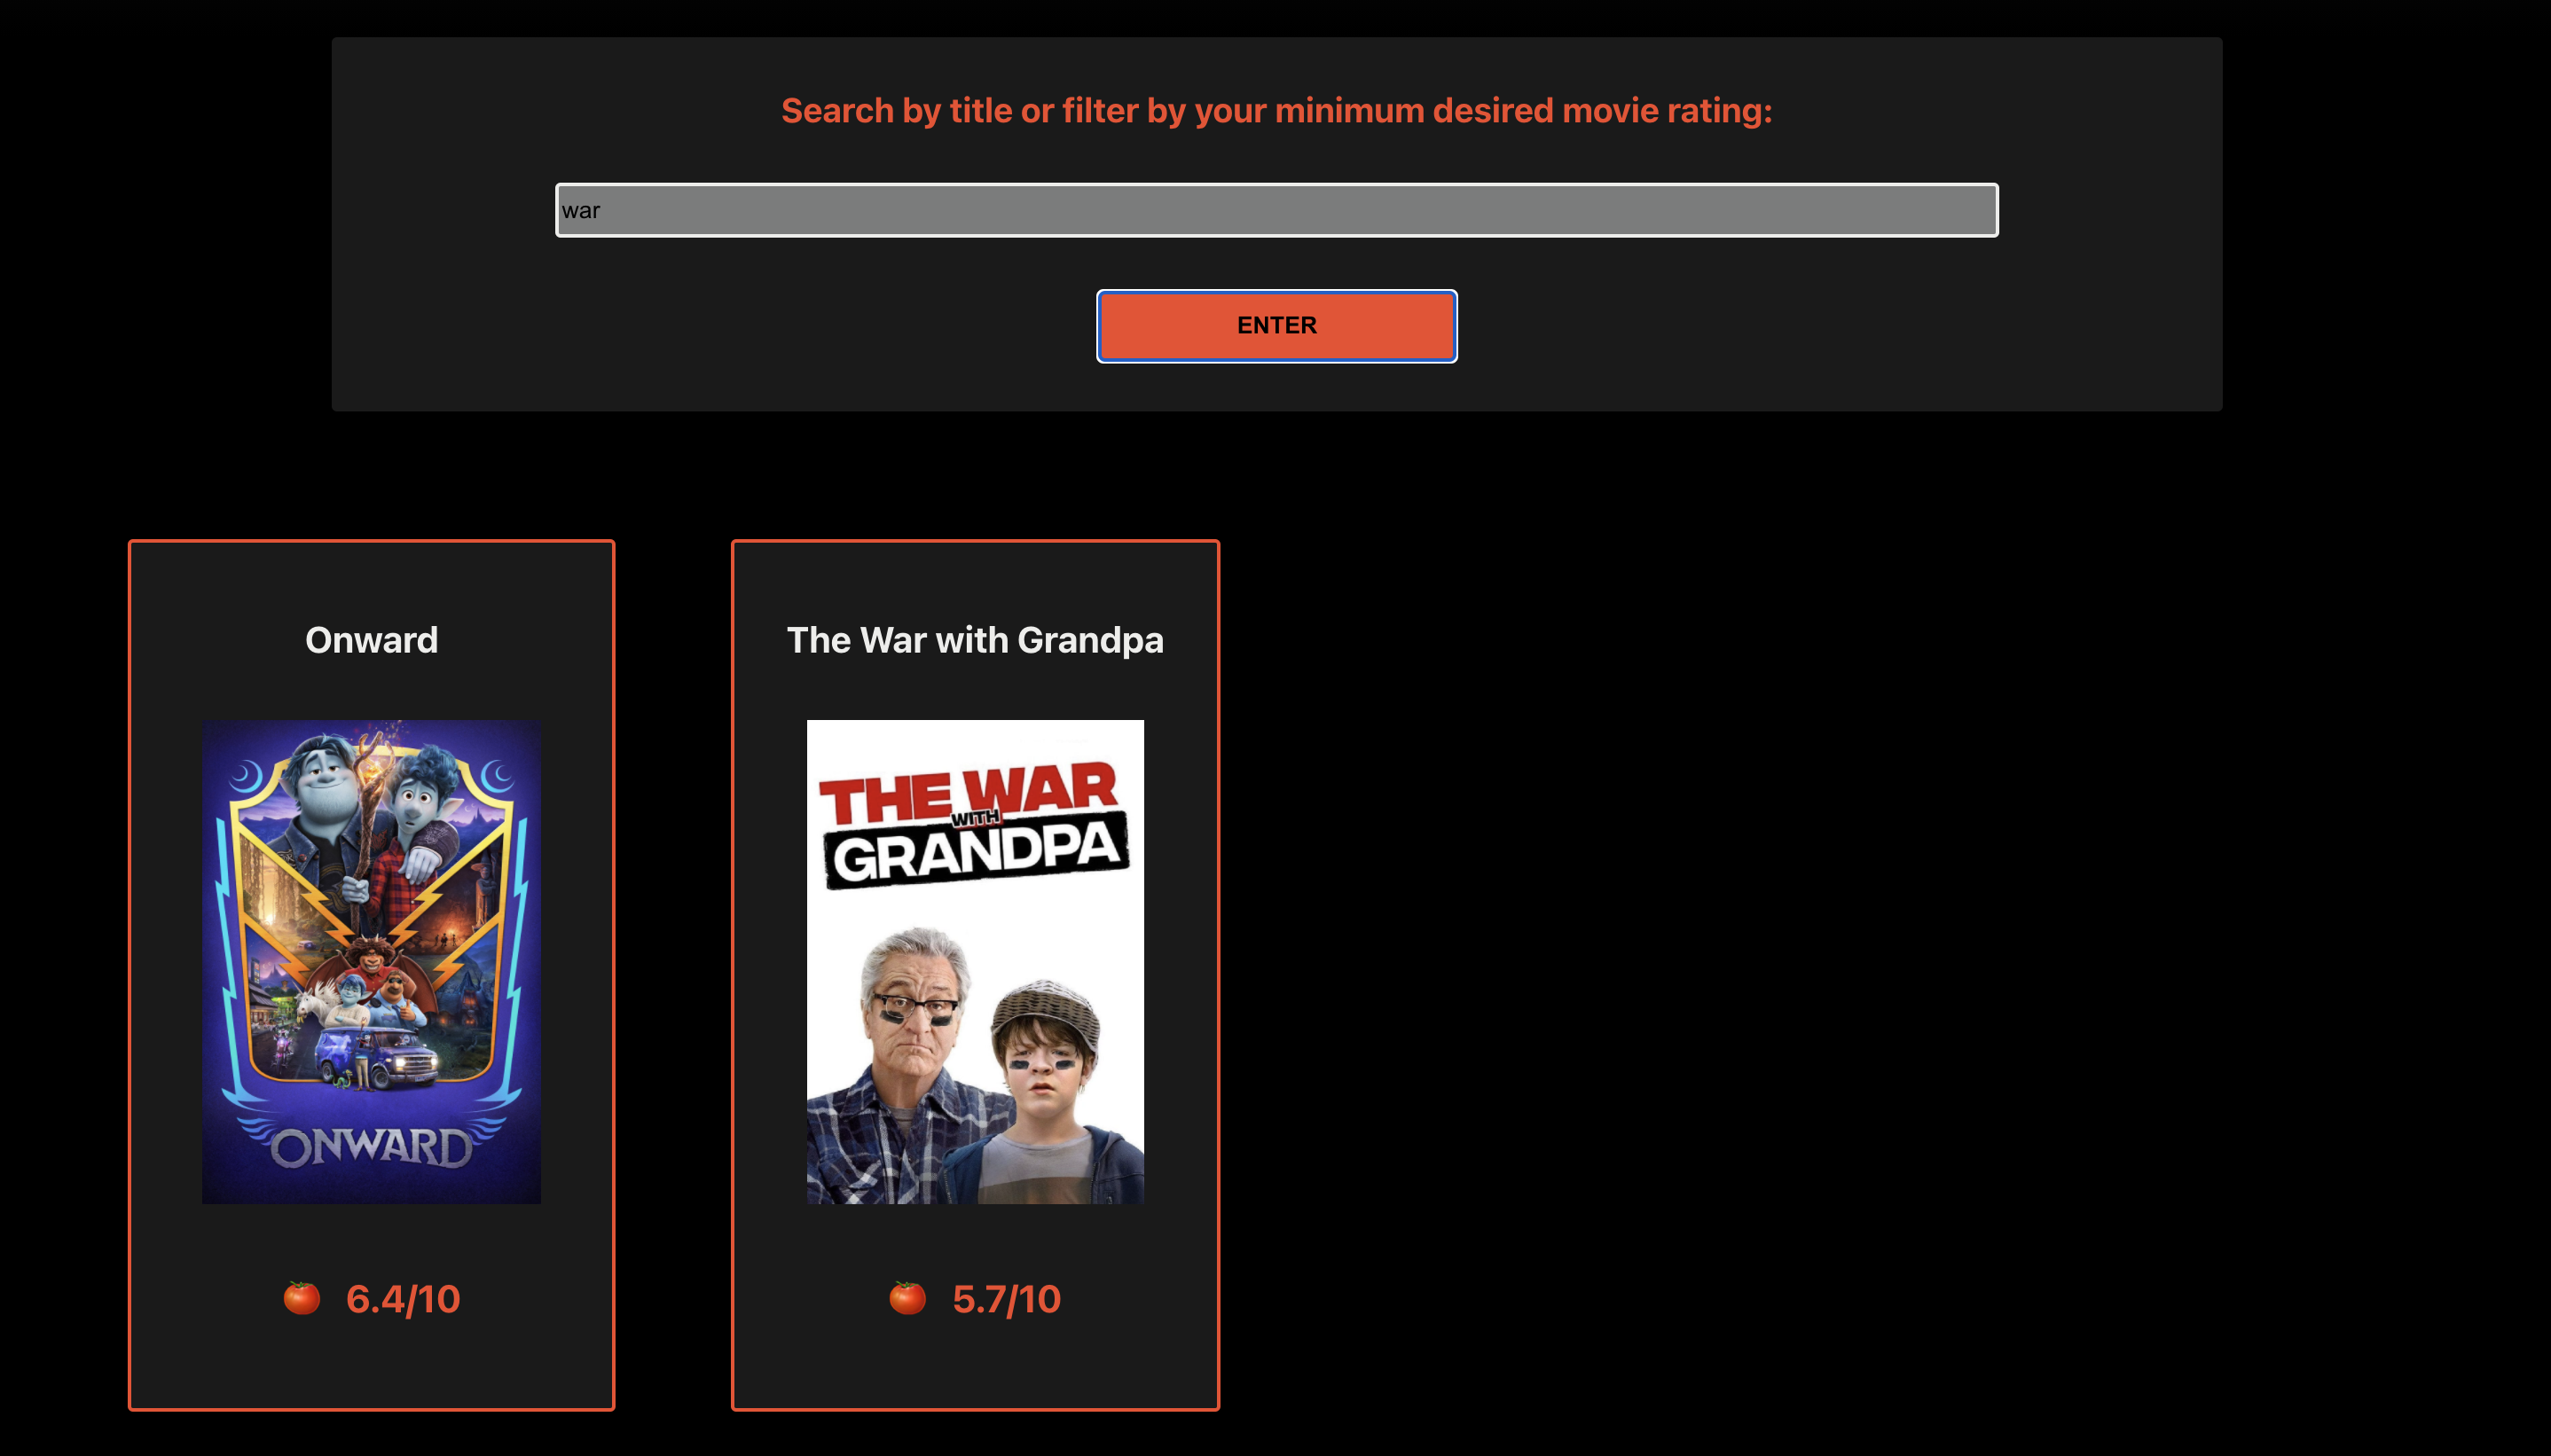 Search by title or filter by your minimum desired movie rating:
war
ENTER
Onward
The War with Grandpa
ONWARD
THE WAR
WITH
GRANDPA
6.4/10
5.7/10